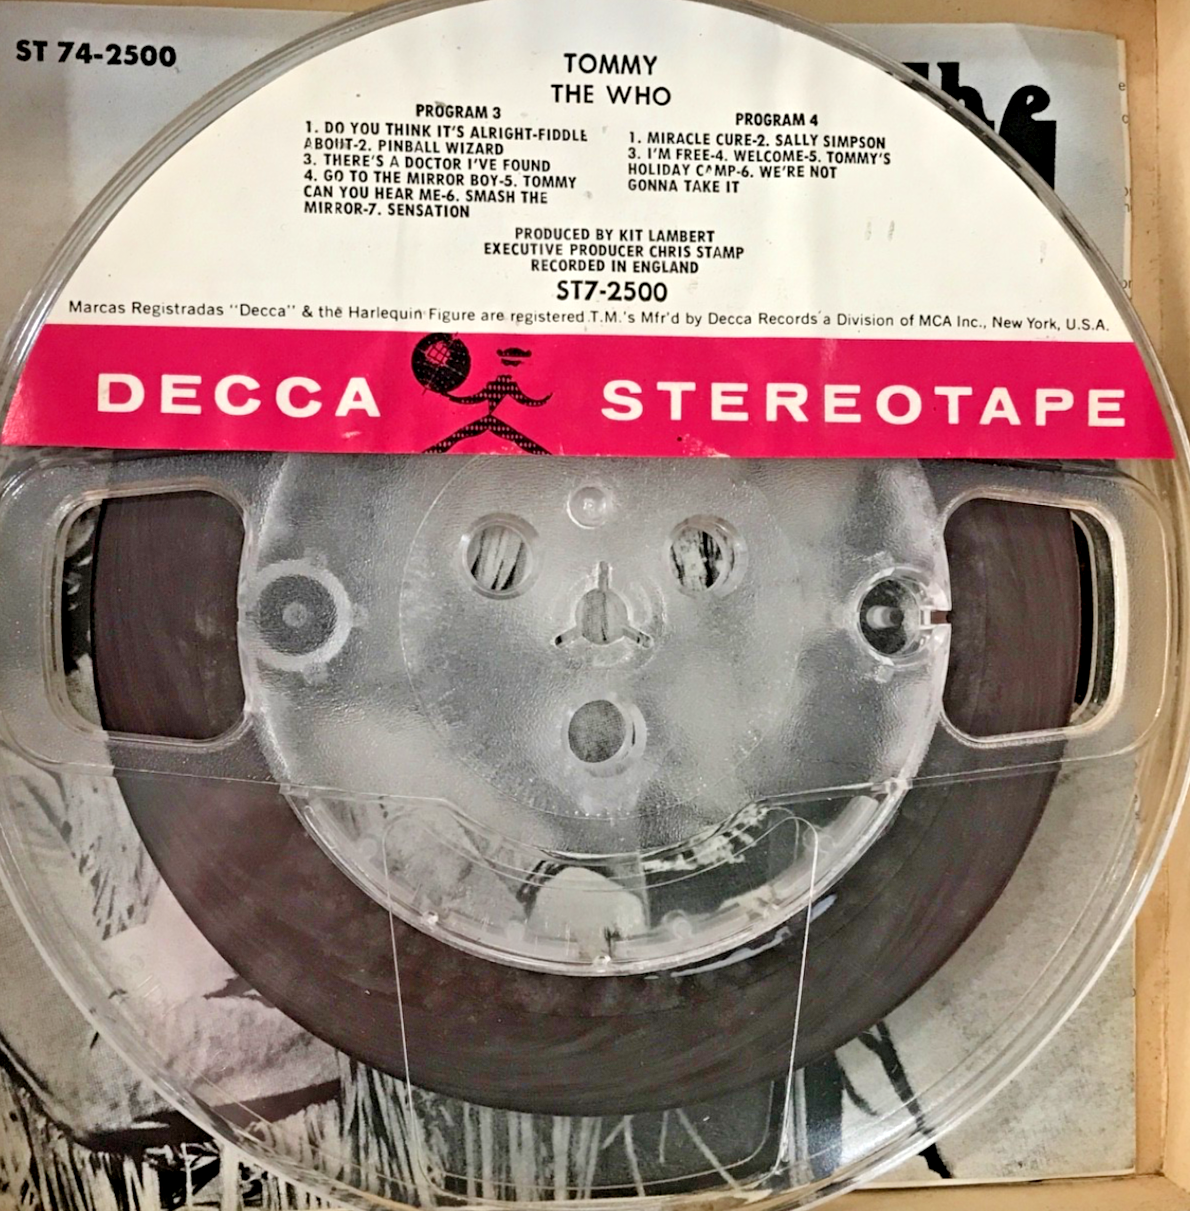 ST 74-2500
The
TOMMY
THE WHO
PROGRAM 3
1. DO YOU THINK IT'S ALRIGHT-FIDDLE
ABOUT-2. PINBALL WIZARD
3. THERE'S A DOCTOR I'VE FOUND
4. GO TO THE MIRROR BOY-5. TOMMY
CAN YOU HEAR ME-6. SMASH THE
MIRROR-7. SENSATION
PROGRAM 4
1. MIRACLE CURE-2. SALLY SIMPSON
3. I'M FREE-4. WELCOME-5. TOMMY'S
HOLIDAY CAMP-6. WE'RE NOT
GONNA TAKE IT
PRODUCED BY KIT LAMBERT
EXECUTIVE PRODUCER CHRIS STAMP
RECORDED IN ENGLAND
ST7-2500
Marcas Registradas "Decca" & the Harlequin Figure are registered T.M.'s Mfr'd by Decca Records a Division of MCA Inc., New York, U.S.A.
DECCA STEREOTAPE